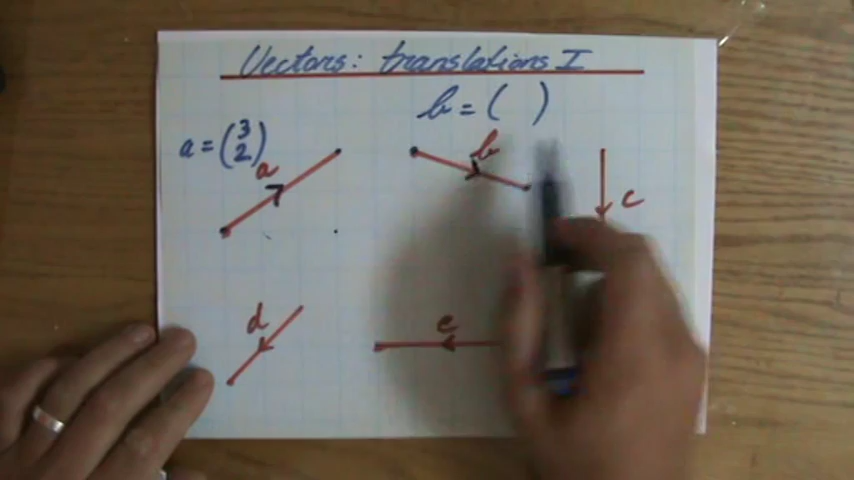 Vectors: translations I
b = ( )
a = (3
2)
a
b
c
d
e